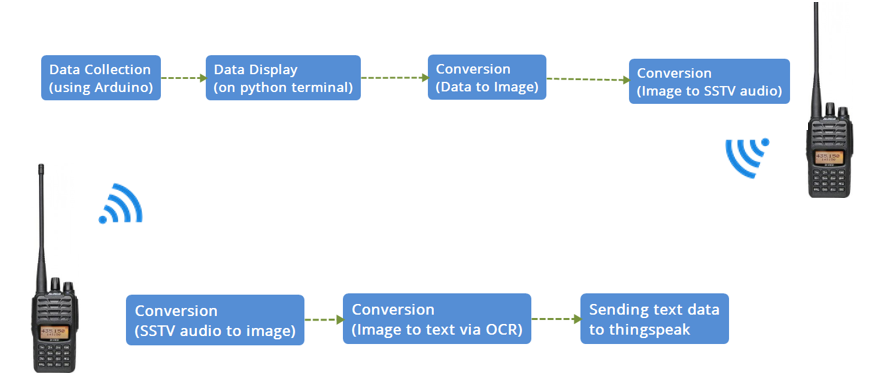 Data Collection
(using Arduino)
Data Display
(on python terminal)
Conversion
(Data to Image)
Conversion
(Image to SSTV audio)
Conversion
(SSTV audio to image)
Conversion
(Image to text via OCR)
Sending text data
to thingspeak